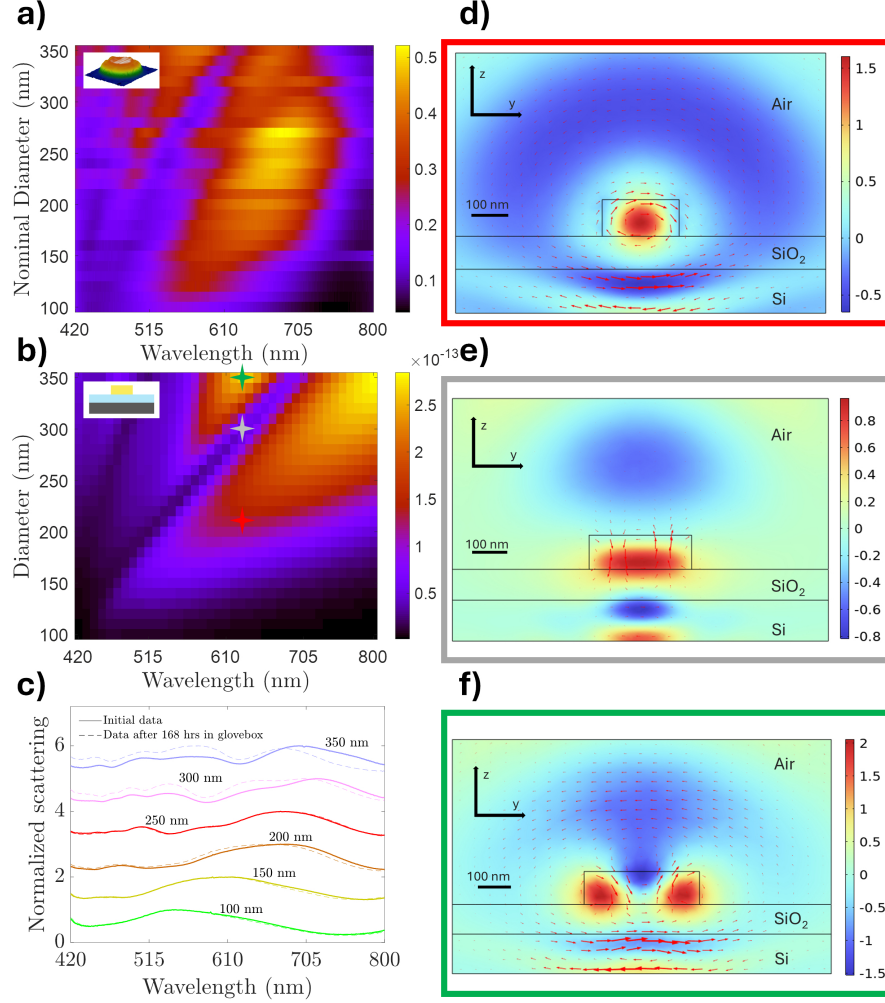 a)
Nominal Diameter (nm)
350
300
250
200
150
100
420 515 610 705 800
Wavelength (nm)
0.5
0.4
0.3
0.2
0.1
b)
Diameter (nm)
350
300
250
200
150
100
420 515 610 705 800
Wavelength (nm)
×10-13
2.5
2
1.5
1
0.5
c)
Normalized scattering
6
4
2
0
Initial data
Data after 168 hrs in glovebox
350 nm
300 nm
250 nm
200 nm
150 nm
100 nm
420 515 610 705 800
Wavelength (nm)
d)
z
y
Air
100 nm
SiO2
Si
1.5
1
0.5
0
-0.5
e)
z
y
Air
100 nm
SiO2
Si
0.8
0.6
0.4
0.2
0
-0.2
-0.4
-0.6
-0.8
f)
z
y
Air
100 nm
SiO2
Si
2
1.5
1
0.5
0
-0.5
-1
-1.5